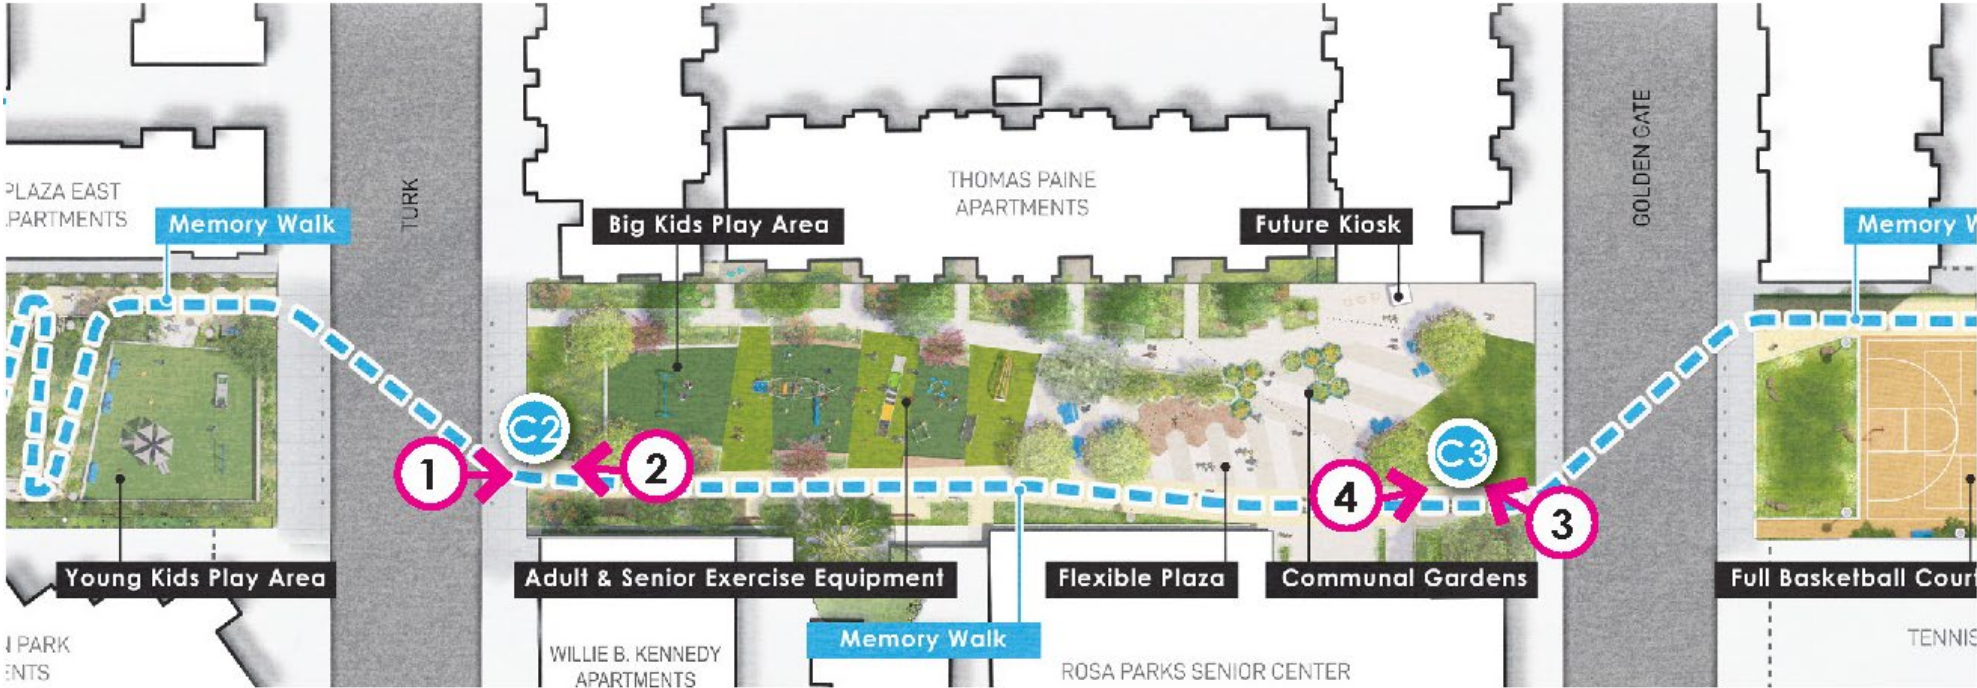 PLAZA EAST
APARTMENTS
Memory Walk
TURK
Big Kids Play Area
THOMAS PAINE
APARTMENTS
Future Kiosk
GOLDEN GATE
Memory W
C2
C3
1
2
4
3
Young Kids Play Area
Adult & Senior Exercise Equipment
Flexible Plaza
Communal Gardens
Full Basketball Court
Memory Walk
N PARK
ENTS
WILLIE B. KENNEDY
APARTMENTS
ROSA PARKS SENIOR CENTER
TENNIS